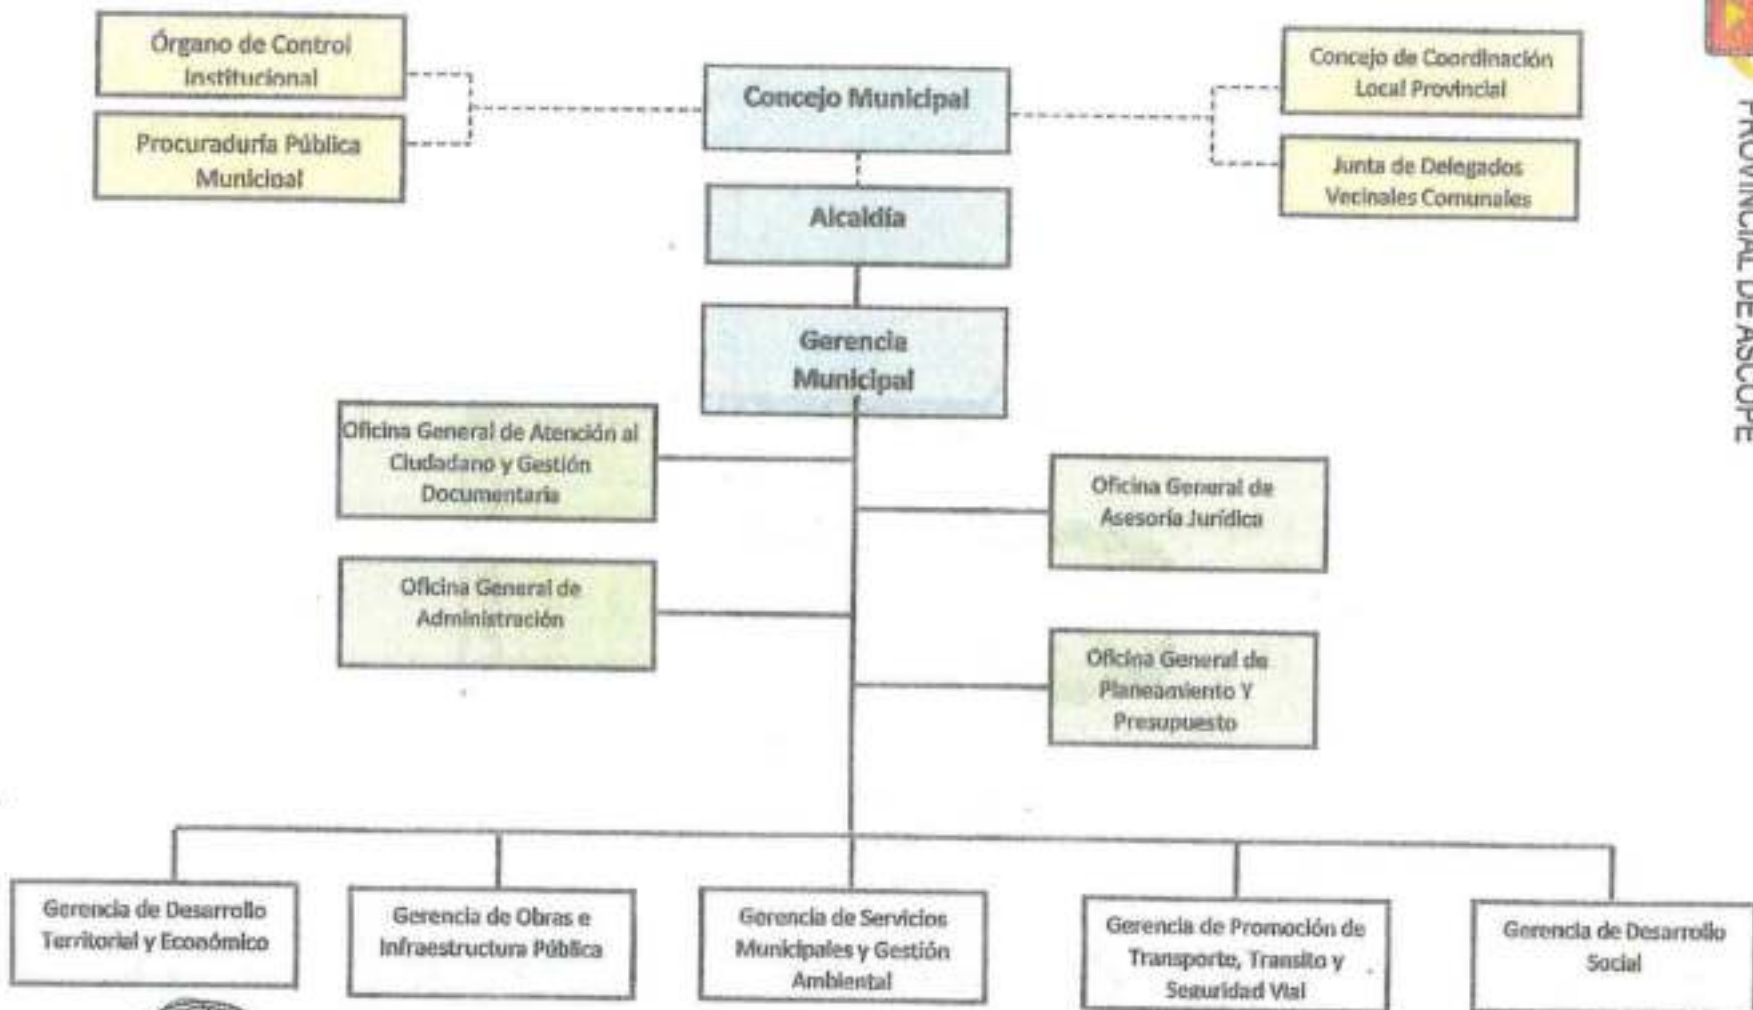 Órgano de Control
Institucional
Procuraduría Pública
Municipal
Concejo Municipal
Concejo de Coordinación
Local Provincial
Junta de Delegados
Vecinales Comunales
Alcaldía
Gerencia
Municipal
Oficina General de Atención al
Ciudadano y Gestión
Documentaria
Oficina General de
Asesoría Jurídica
Oficina General de
Administración
Oficina General de
Planeamiento Y
Presupuesto
Gerencia de Desarrollo
Territorial y Económico
Gerencia de Obras e
Infraestructura Pública
Gerencia de Servicios
Municipales y Gestión
Ambiental
Gerencia de Promoción de
Transporte, Transito y
Seguridad Vial
Gerencia de Desarrollo
Social
PROVINCIAL DE ASCOPE